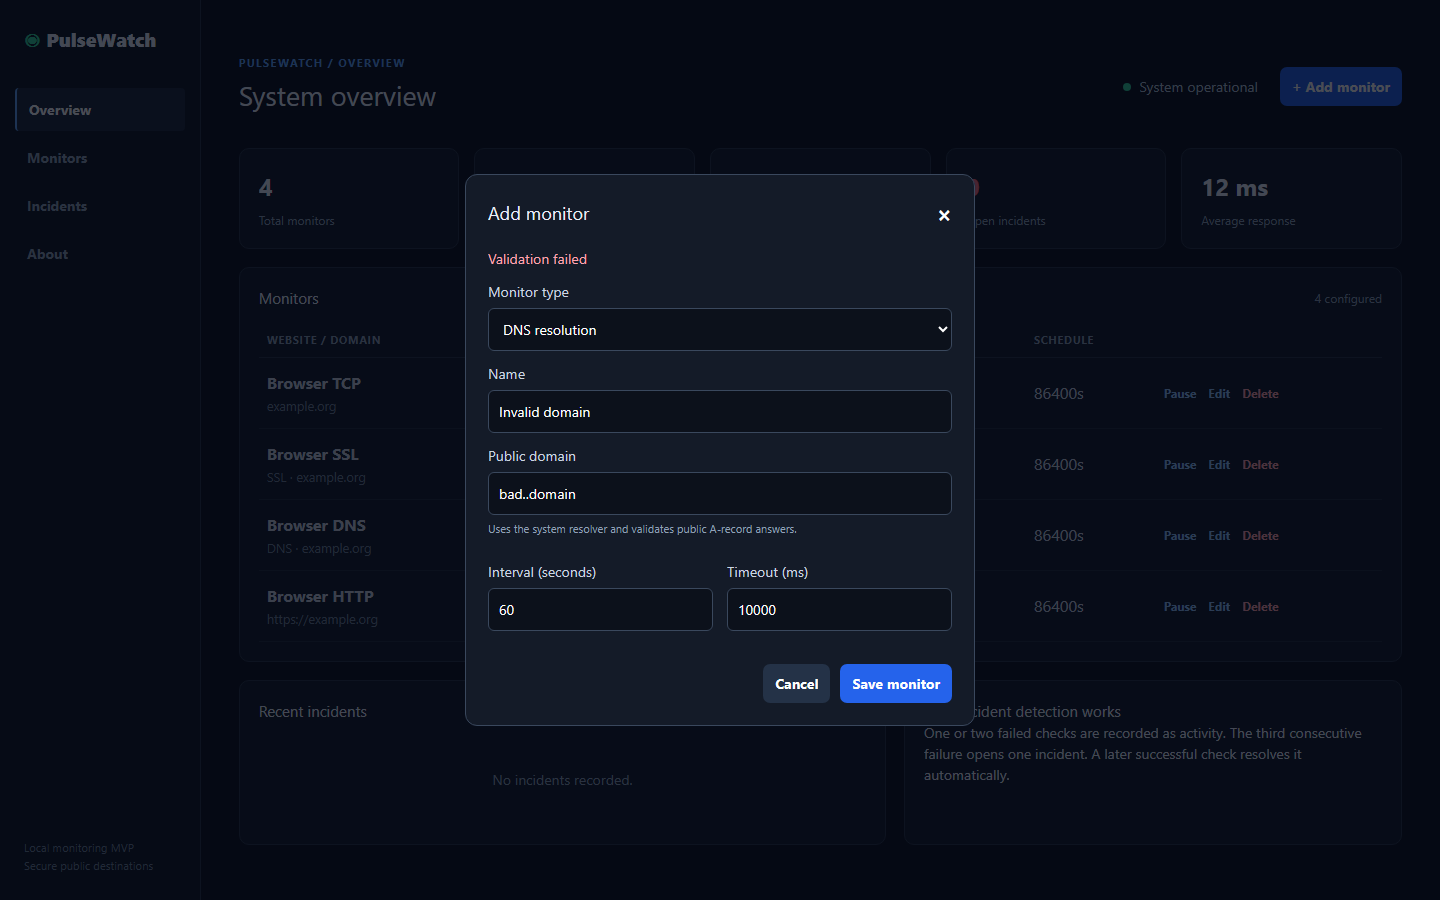 PulseWatch
Overview
Monitors
Incidents
About
Local monitoring MVP
Secure public destinations
PULSEWATCH / OVERVIEW
System overview
System operational
+ Add monitor
4
Total monitors
pen incidents
12 ms
Average response
Monitors
4 configured
WEBSITE / DOMAIN
SCHEDULE
Browser TCP
example.org
86400s
Pause Edit Delete
Browser SSL
SSL · example.org
86400s
Pause Edit Delete
Browser DNS
DNS · example.org
86400s
Pause Edit Delete
Browser HTTP
https://example.org
86400s
Pause Edit Delete
Add monitor
×
Validation failed
Monitor type
DNS resolution
Name
Invalid domain
Public domain
bad..domain
Uses the system resolver and validates public A-record answers.
Interval (seconds)
Timeout (ms)
60
10000
Cancel
Save monitor
Recent incidents
No incidents recorded.
cident detection works
One or two failed checks are recorded as activity. The third consecutive
failure opens one incident. A later successful check resolves it
automatically.